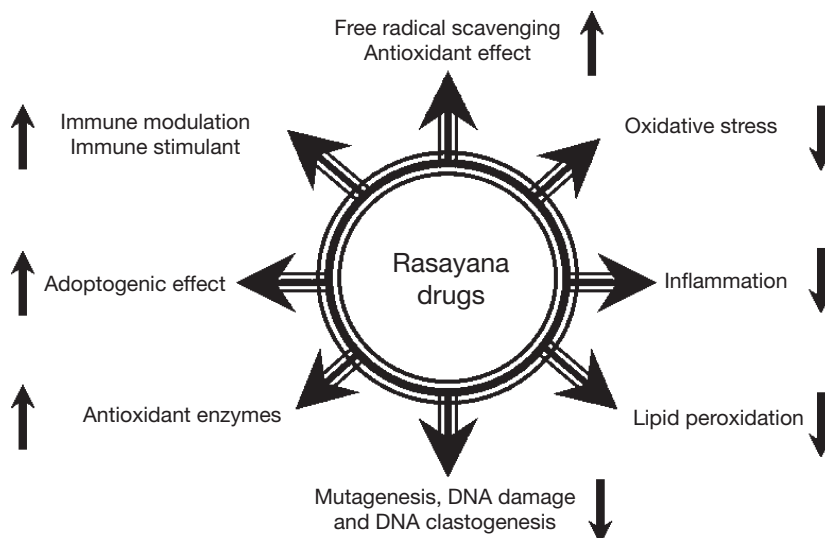 Free radical scavenging
Antioxidant effect
Immune modulation
Immune stimulant
Oxidative stress
Adoptogenic effect
Rasayana
drugs
Inflammation
Antioxidant enzymes
Lipid peroxidation
Mutagenesis, DNA damage
and DNA clastogenesis